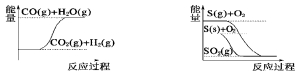 能量
CO(g)+H₂O(g)
CO₂(g)+H₂(g)
反应过程
能量
S(g)+O₂
S(s)+O₂
SO₂(g)
反应过程